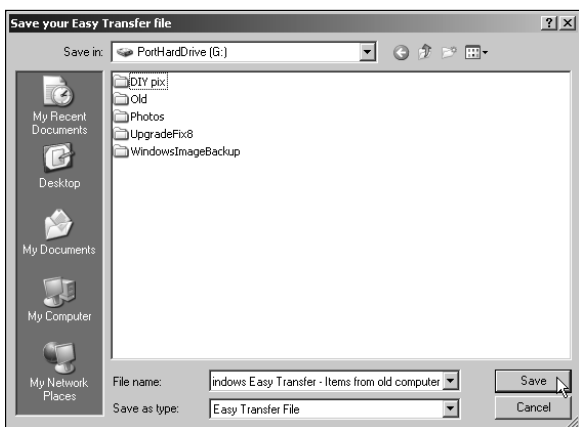 Save your Easy Transfer file
Save in:
PortHardDrive (G:)
My Recent
Documents
Desktop
My Documents
My Computer
My Network
Places
DIY pix
Old
Photos
UpgradeFix8
WindowsImageBackup
File name:
indows Easy Transfer - Items from old computer
Save
Save as type:
Easy Transfer File
Cancel